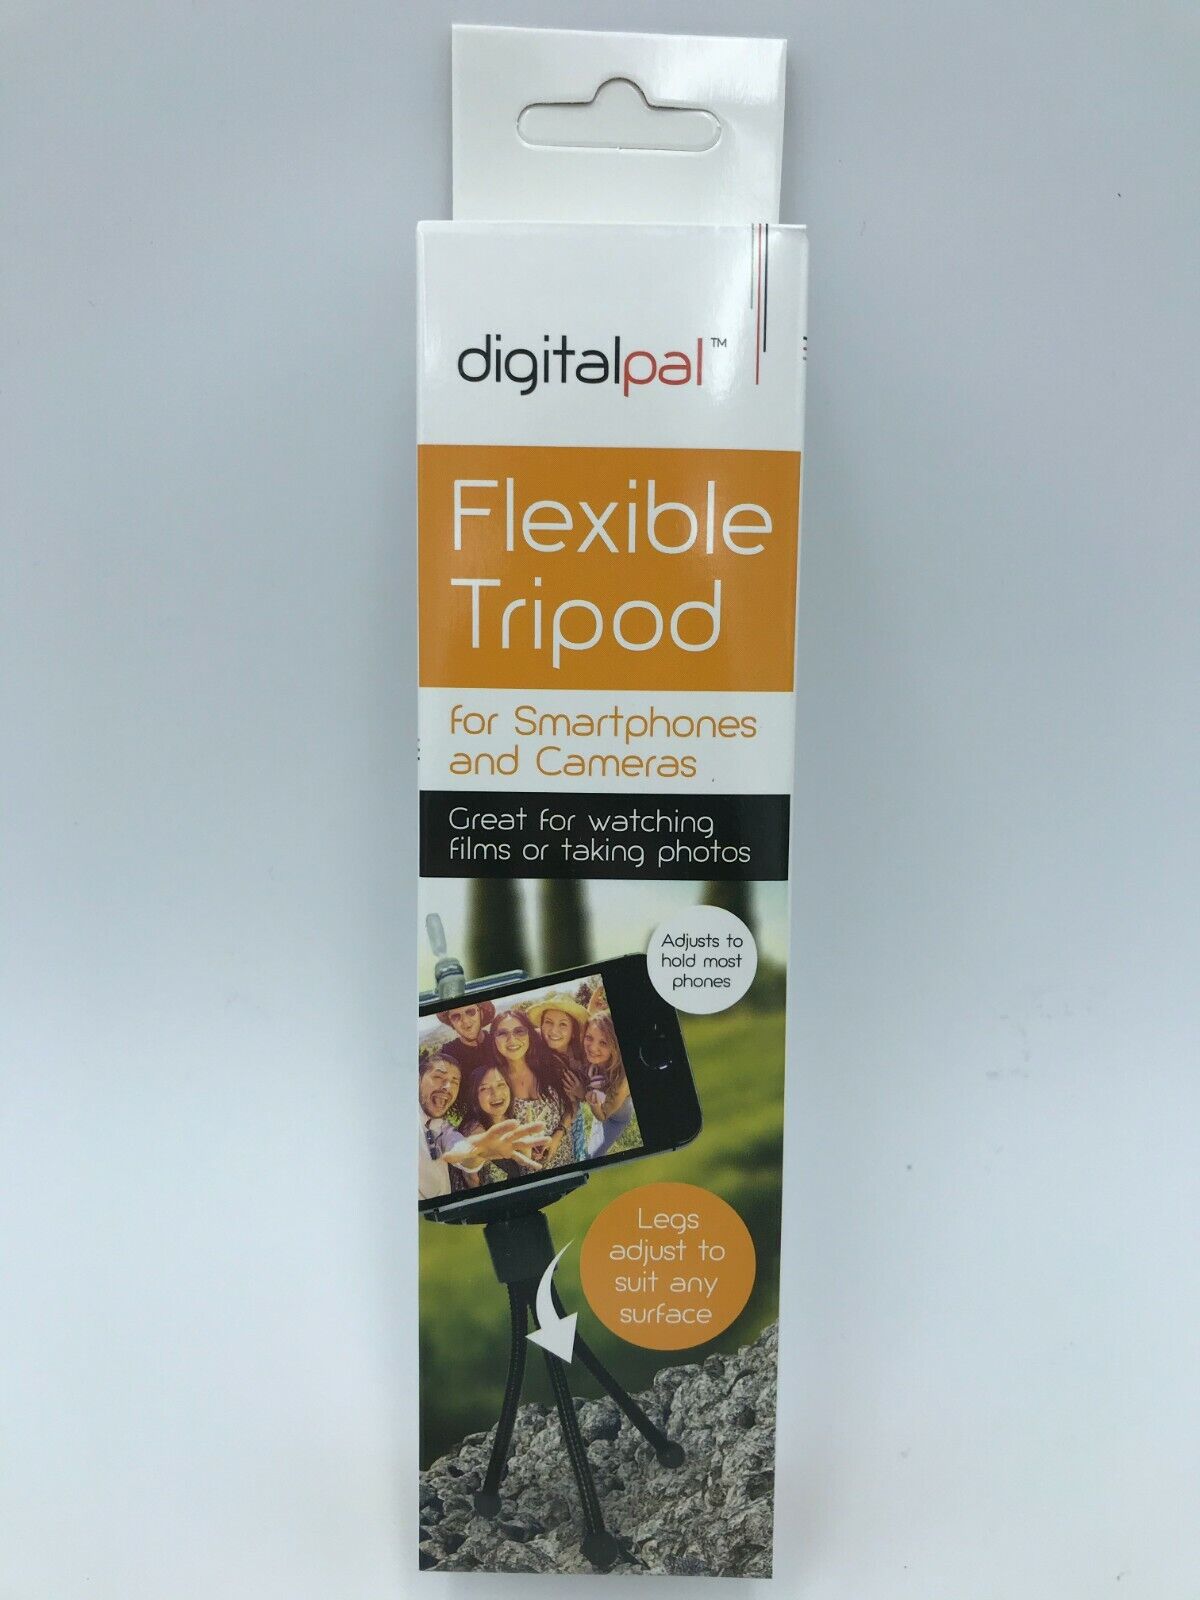 digitalpal™
Flexible
Tripod
for Smartphones
and Cameras
Great for watching
films or taking photos
Adjusts to
hold most
phones
Legs
adjust to
suit any
surface